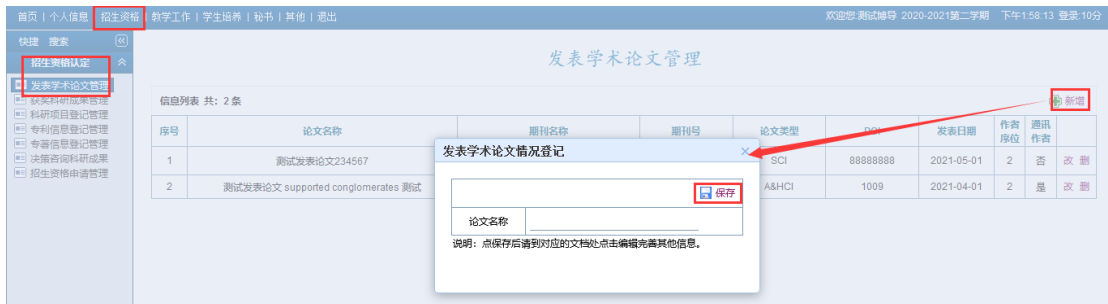 首页 | 个人信息 | 招生资格 | 教学工作 | 学生培养 | 秘书 | 其他 | 退出
欢迎您:测试博导 2020-2021第二学期 下午1:58:13 登录:10分
快捷 搜索
招生资格认定
发表学术论文管理
获奖科研成果管理
科研项目登记管理
专利信息登记管理
专著信息登记管理
决策咨询科研成果
招生资格申请管理
发表学术论文管理
信息列表 共: 2 条
新增
序号 论文名称 期刊名称 期刊号 论文类型 DOI 发表日期 作者序位 通讯作者
1 测试发表论文234567 SCI 88888888 2021-05-01 2 否 改 删
2 测试发表论文 supported conglomerates 测试 A&HCI 1009 2021-04-01 2 是 改 删
发表学术论文情况登记
保存
论文名称
说明: 点保存后请到对应的文档处点击编辑完善其他信息。